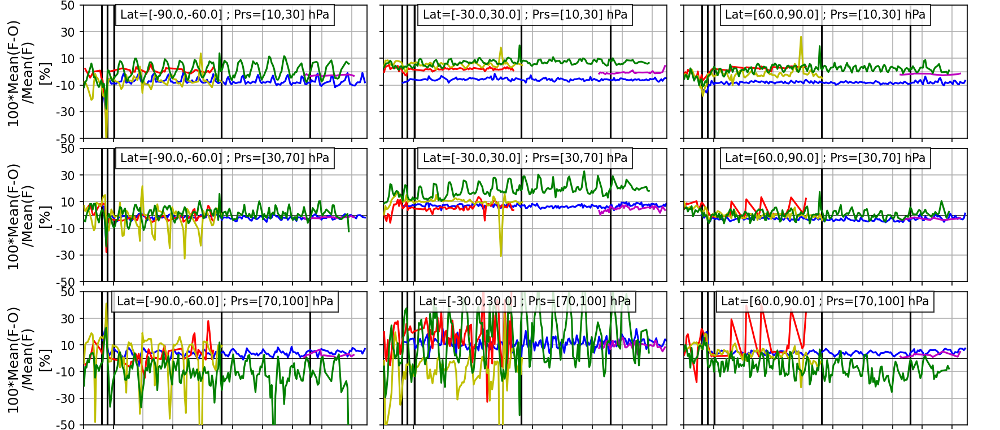 Lat=[-90.0,-60.0] ; Prs=[10,30] hPa
Lat=[-30.0,30.0] ; Prs=[10,30] hPa
Lat=[60.0,90.0] ; Prs=[10,30] hPa
100*Mean(F-O)
/Mean(F)
[%]
50
30
10
-10
-30
-50
Lat=[-90.0,-60.0] ; Prs=[30,70] hPa
Lat=[-30.0,30.0] ; Prs=[30,70] hPa
Lat=[60.0,90.0] ; Prs=[30,70] hPa
100*Mean(F-O)
/Mean(F)
[%]
50
30
10
-10
-30
-50
Lat=[-90.0,-60.0] ; Prs=[70,100] hPa
Lat=[-30.0,30.0] ; Prs=[70,100] hPa
Lat=[60.0,90.0] ; Prs=[70,100] hPa
100*Mean(F-O)
/Mean(F)
[%]
50
30
10
-10
-30
-50